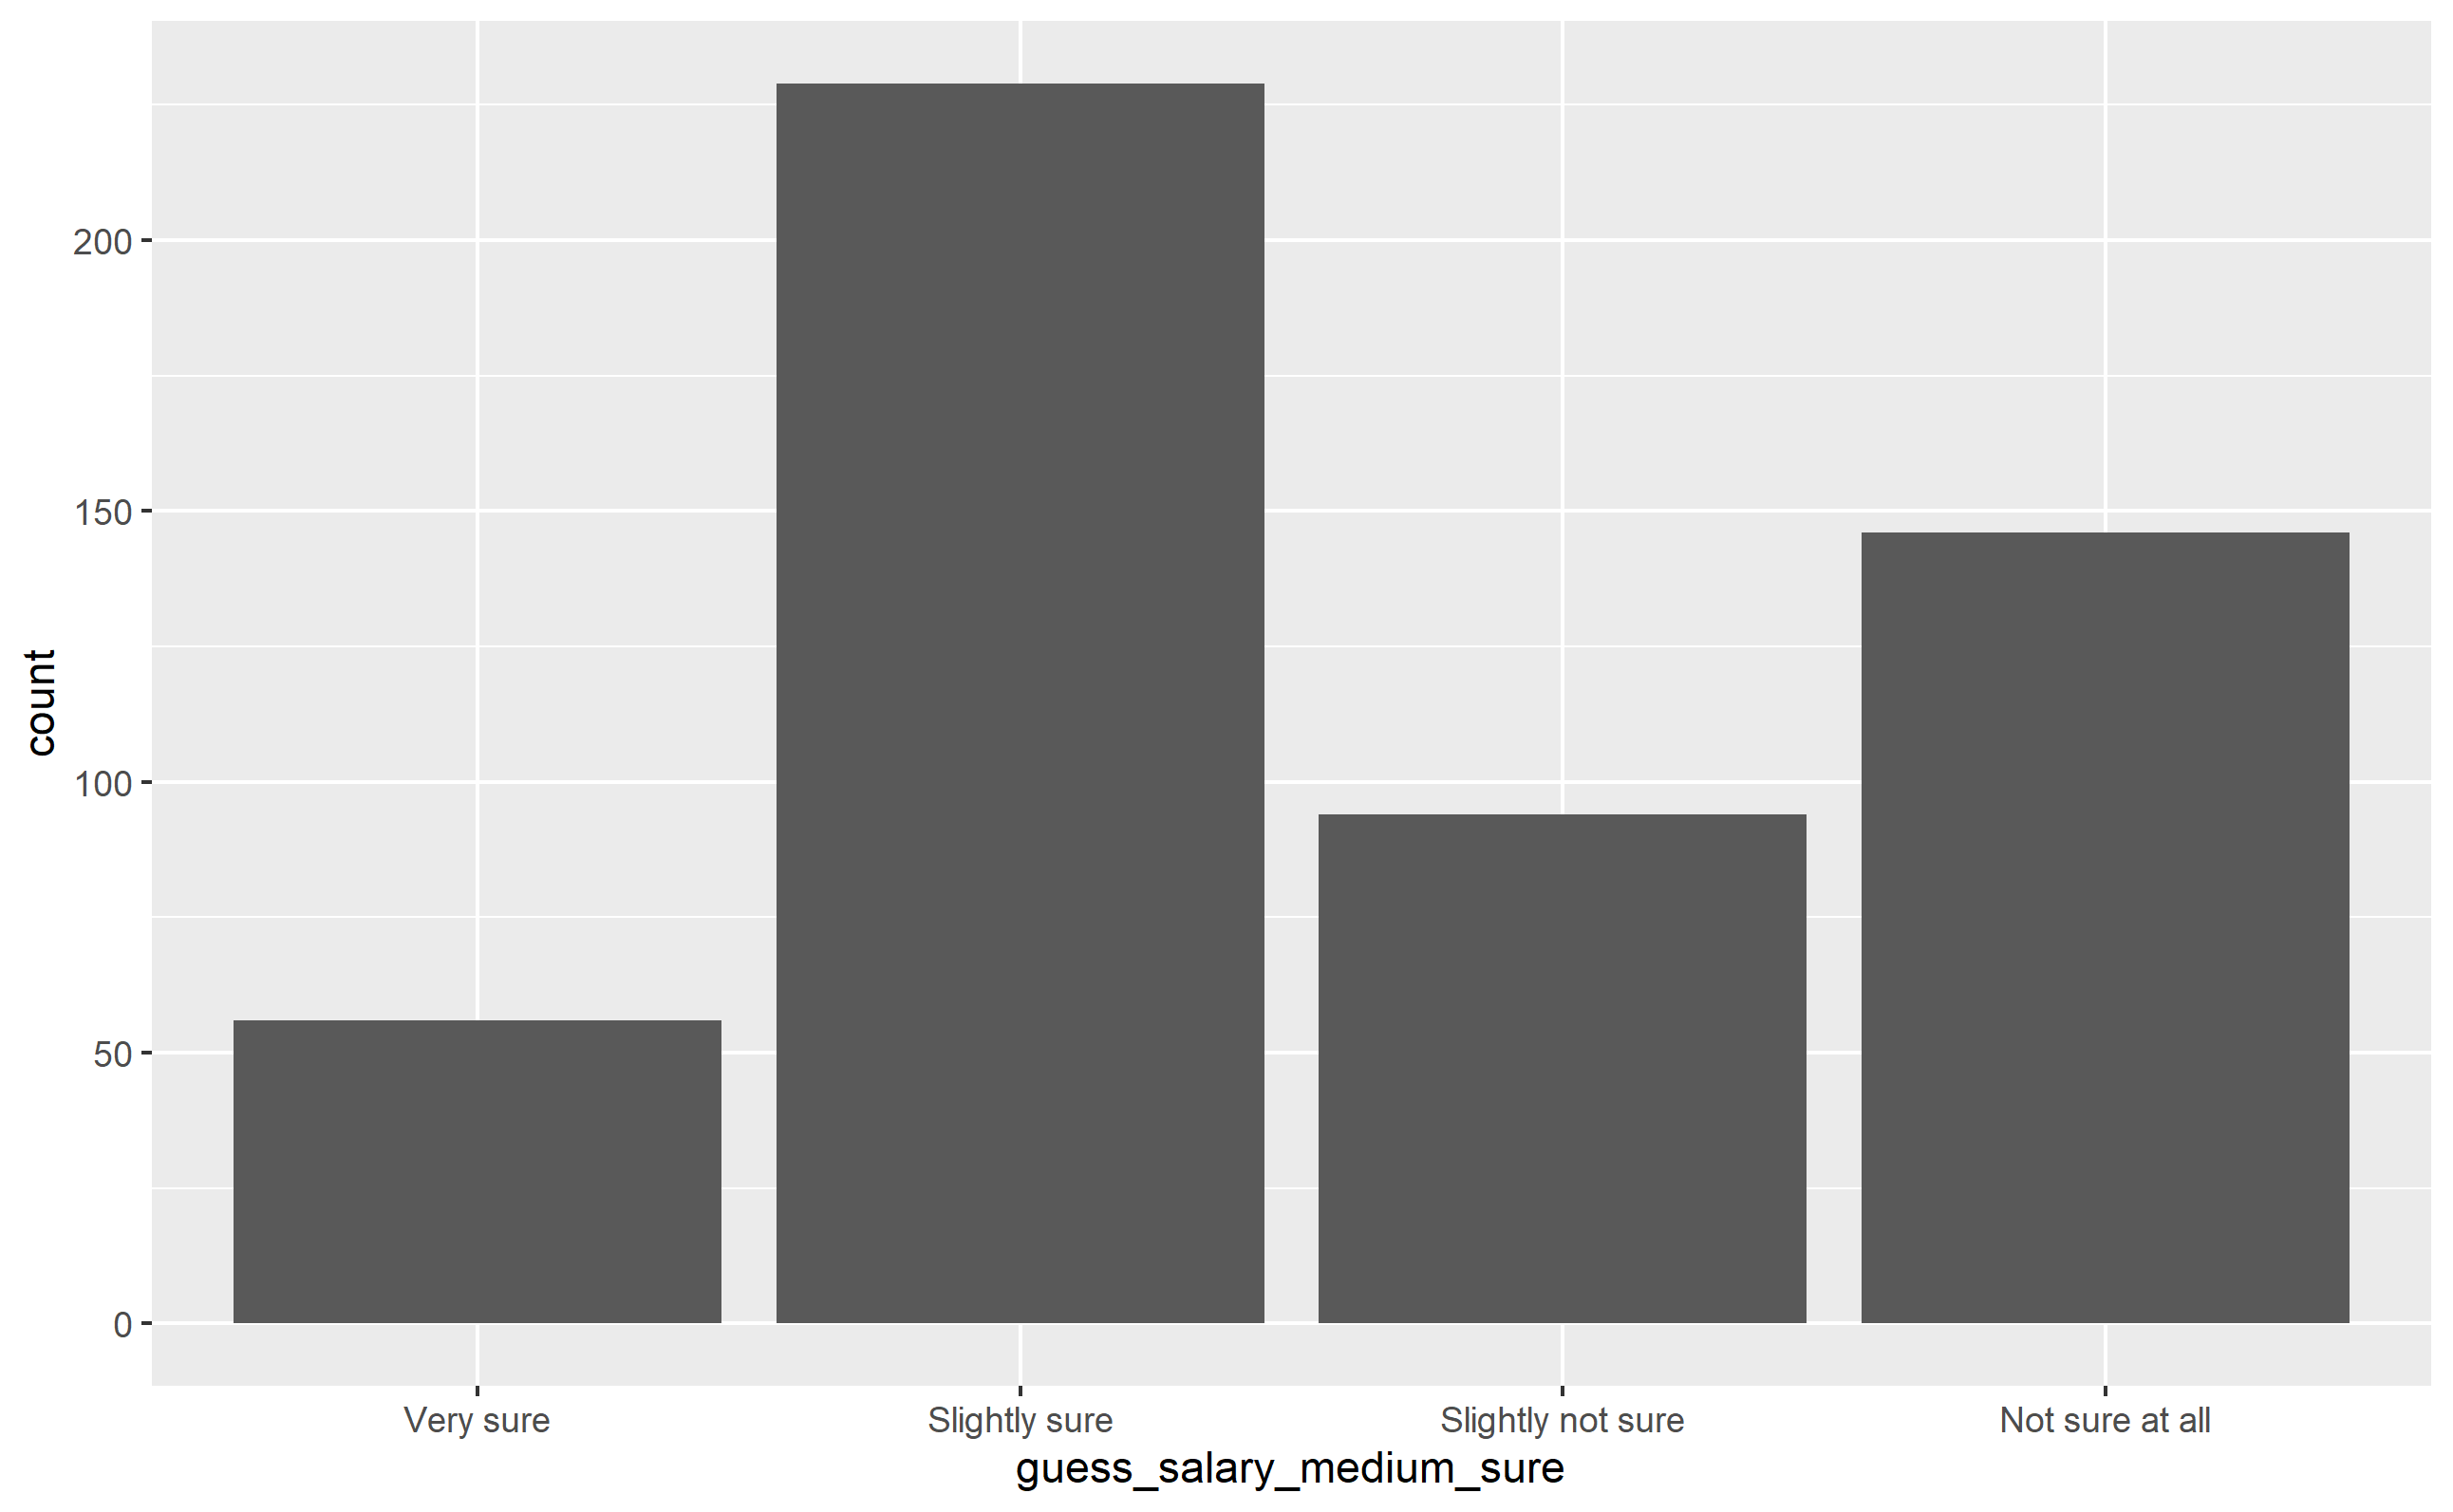 count
200
150
100
50
0
Very sure
Slightly sure
Slightly not sure
Not sure at all
guess_salary_medium_sure